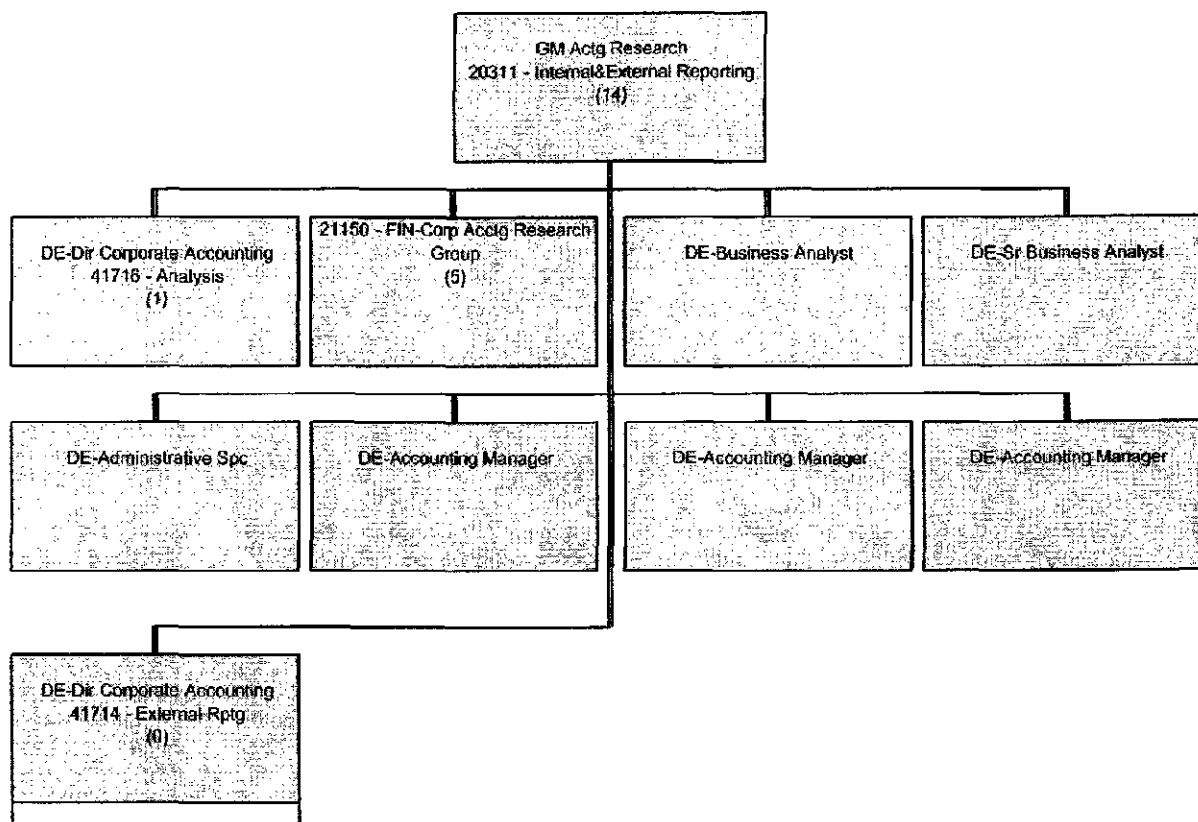 GM Actg Research
20311 - Internal&External Reporting
(14)
DE-Dir Corporate Accounting
41716 - Analysis
(1)
21150 - FIN-Corp Acctg Research
Group
(5)
DE-Business Analyst
DE-Sr Business Analyst
DE-Administrative Spc
DE-Accounting Manager
DE-Accounting Manager
DE-Accounting Manager
DE-Dir Corporate Accounting
41714 - External Rptg
(0)